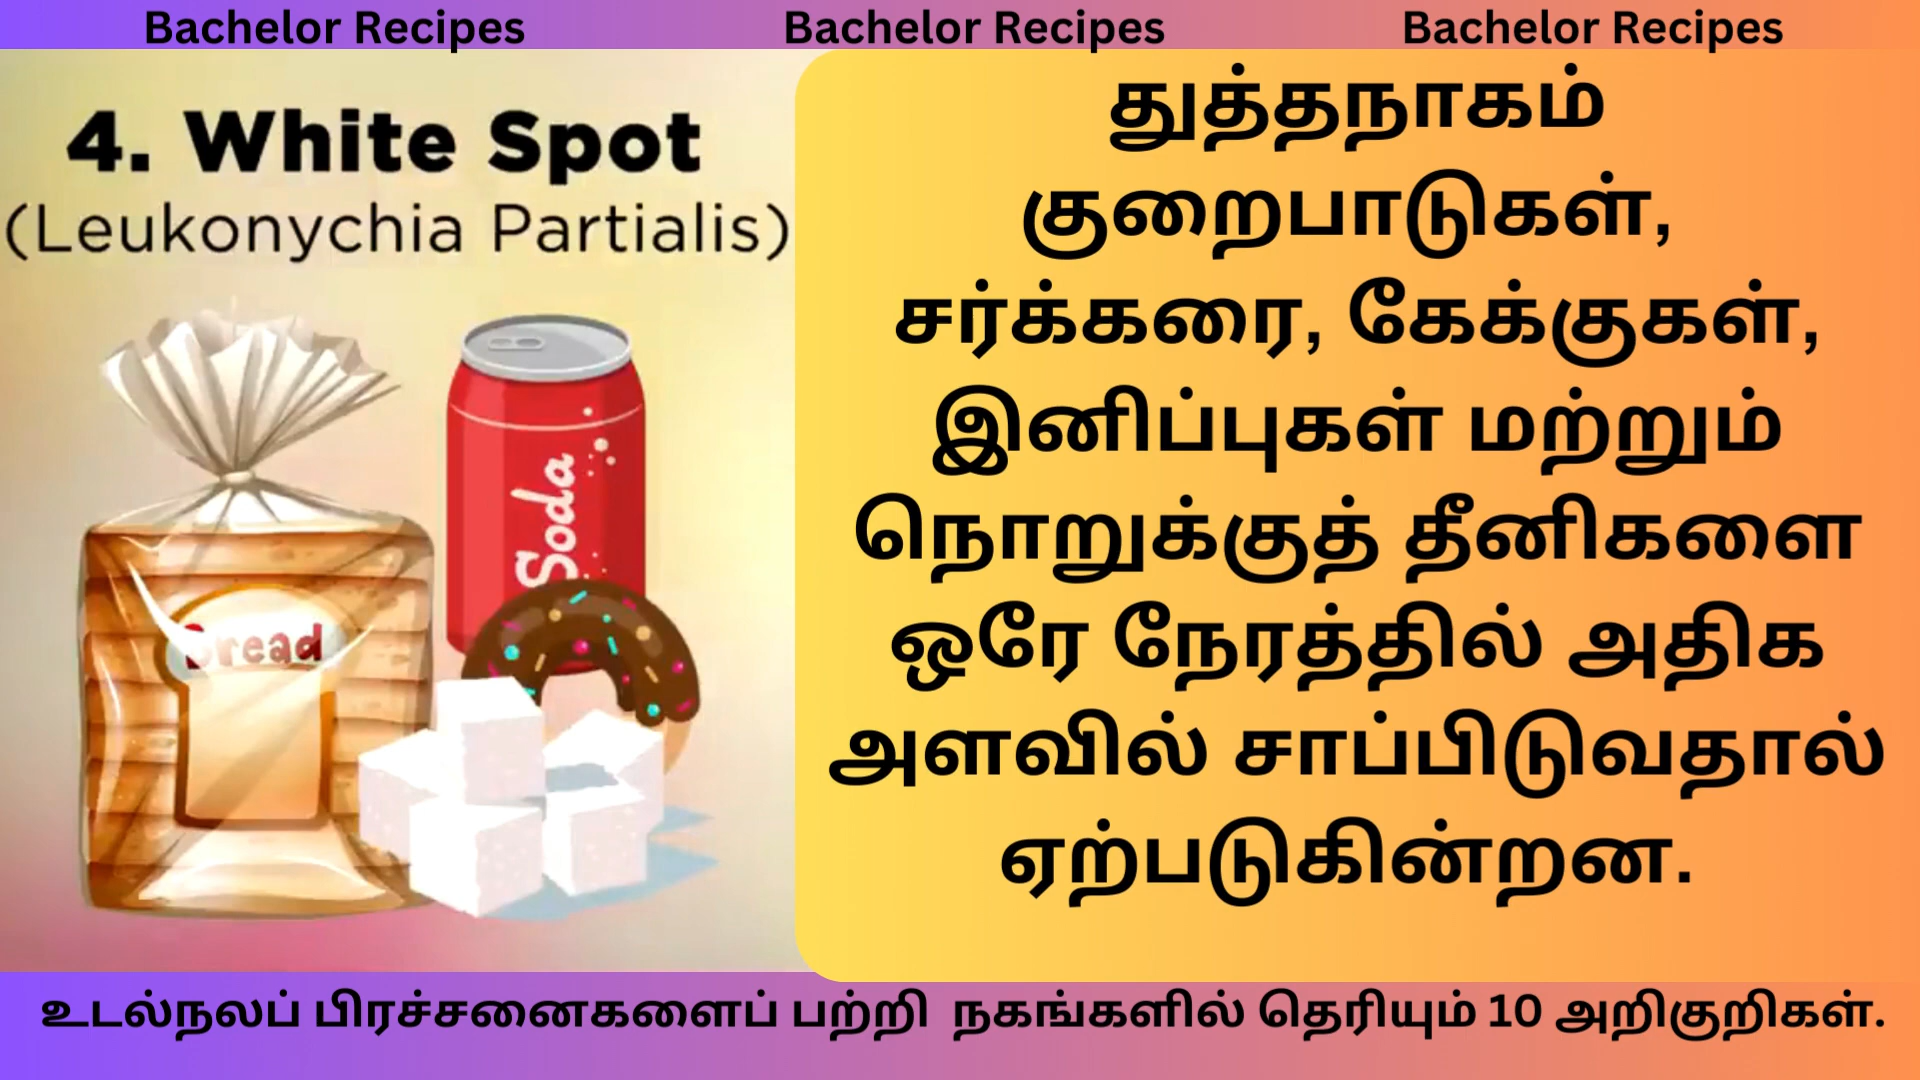 Bachelor Recipes Bachelor Recipes Bachelor Recipes
4. White Spot
(Leukonychia Partialis)
Soda
Bread
துத்தநாகம்
குறைபாடுகள்,
சர்க்கரை, கேக்குகள்,
இனிப்புகள் மற்றும்
நொறுக்குத் தீனிகளை
ஒரே நேரத்தில் அதிக
அளவில் சாப்பிடுவதால்
ஏற்படுகின்றன.
உடல்நலப் பிரச்சனைகளைப் பற்றி நகங்களில் தெரியும் 10 அறிகுறிகள்.